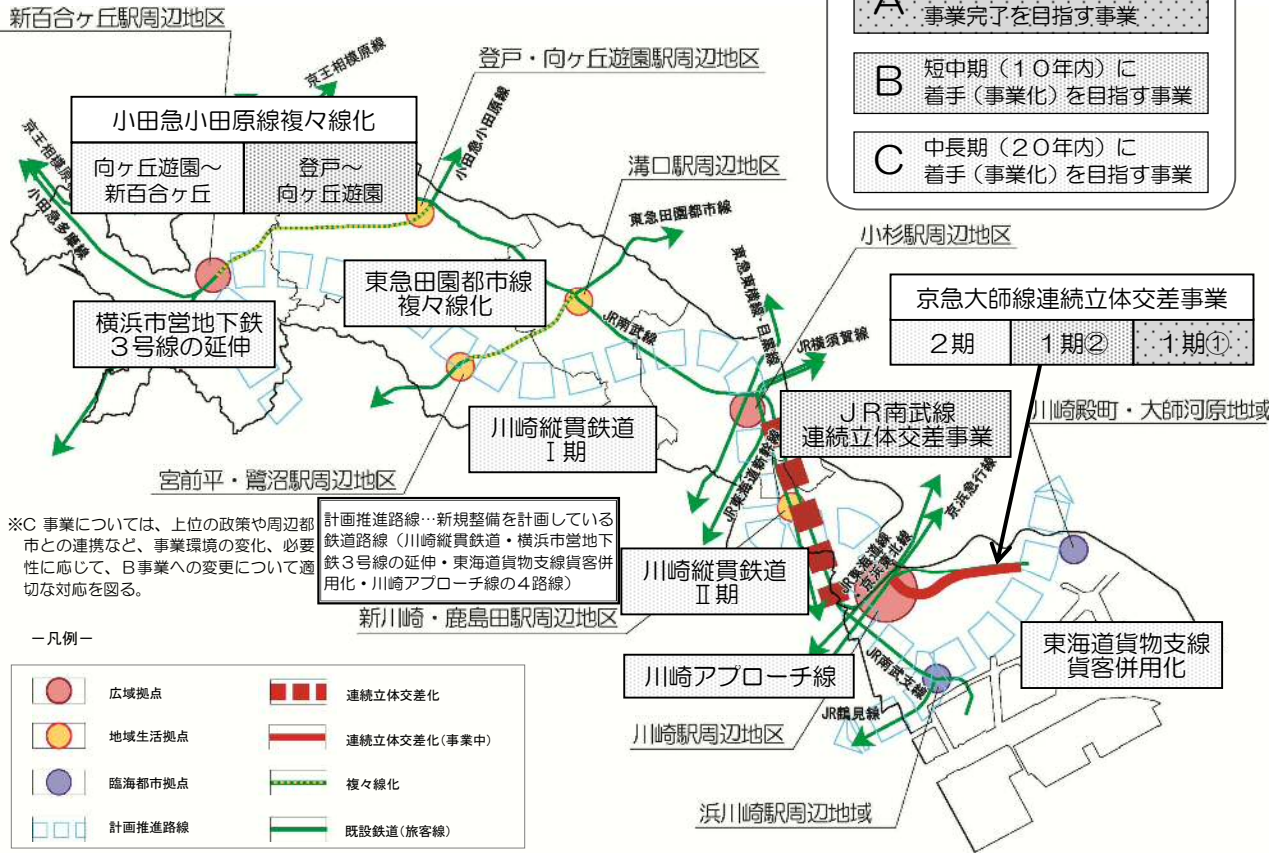 新百合ヶ丘駅周辺地区
京王相模原線
登戸・向ヶ丘遊園駅周辺地区
A
事業完了を目指す事業
B
短中期（１０年内）に
着手（事業化）を目指す事業
C
中長期（２０年内）に
着手（事業化）を目指す事業
小田急小田原線複々線化
向ヶ丘遊園～
新百合ヶ丘
登戸～
向ヶ丘遊園
京王相模原
小田急多摩線
小田急小田原線
溝口駅周辺地区
東急田園都市線
小杉駅周辺地区
東急東横線・目黒線
東急田園都市線
複々線化
横浜市営地下鉄
３号線の延伸
JR南武線
JR横須賀線
京急大師線連続立体交差事業
２期
１期②
１期①
川崎縦貫鉄道
Ⅰ期
ＪＲ南武線
連続立体交差事業
川崎殿町・大師河原地域
宮前平・鷺沼駅周辺地区
JR東海道新幹線
京浜急行線
※C 事業については、上位の政策や周辺都
市との連携など、事業環境の変化、必要
性に応じて、B事業への変更について適
切な対応を図る。
計画推進路線…新規整備を計画している
鉄道路線（川崎縦貫鉄道・横浜市営地下
鉄３号線の延伸・東海道貨物支線貨客併
用化・川崎アプローチ線の４路線）
川崎縦貫鉄道
Ⅱ期
JR東海道線
・京浜東北線
新川崎・鹿島田駅周辺地区
東海道貨物支線
貨客併用化
川崎アプローチ線
JR南武支線
JR鶴見線
川崎駅周辺地区
浜川崎駅周辺地域
－凡例－
広域拠点
連続立体交差化
地域生活拠点
連続立体交差化(事業中)
臨海都市拠点
複々線化
計画推進路線
既設鉄道(旅客線)